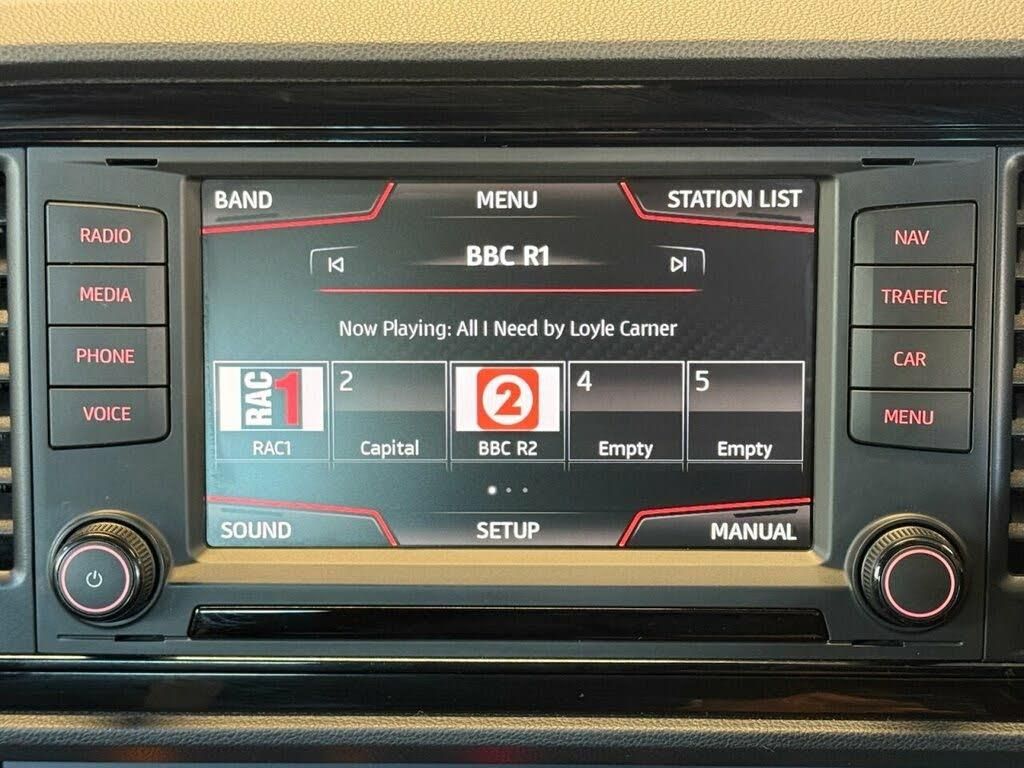 BAND MENU STATION LIST
RADIO
MEDIA
PHONE
VOICE
BBC R1
Now Playing: All I Need by Loyle Carner
RAC 1 2 2 4 5
RAC1 Capital BBC R2 Empty Empty
SOUND SETUP MANUAL
NAV
TRAFFIC
CAR
MENU